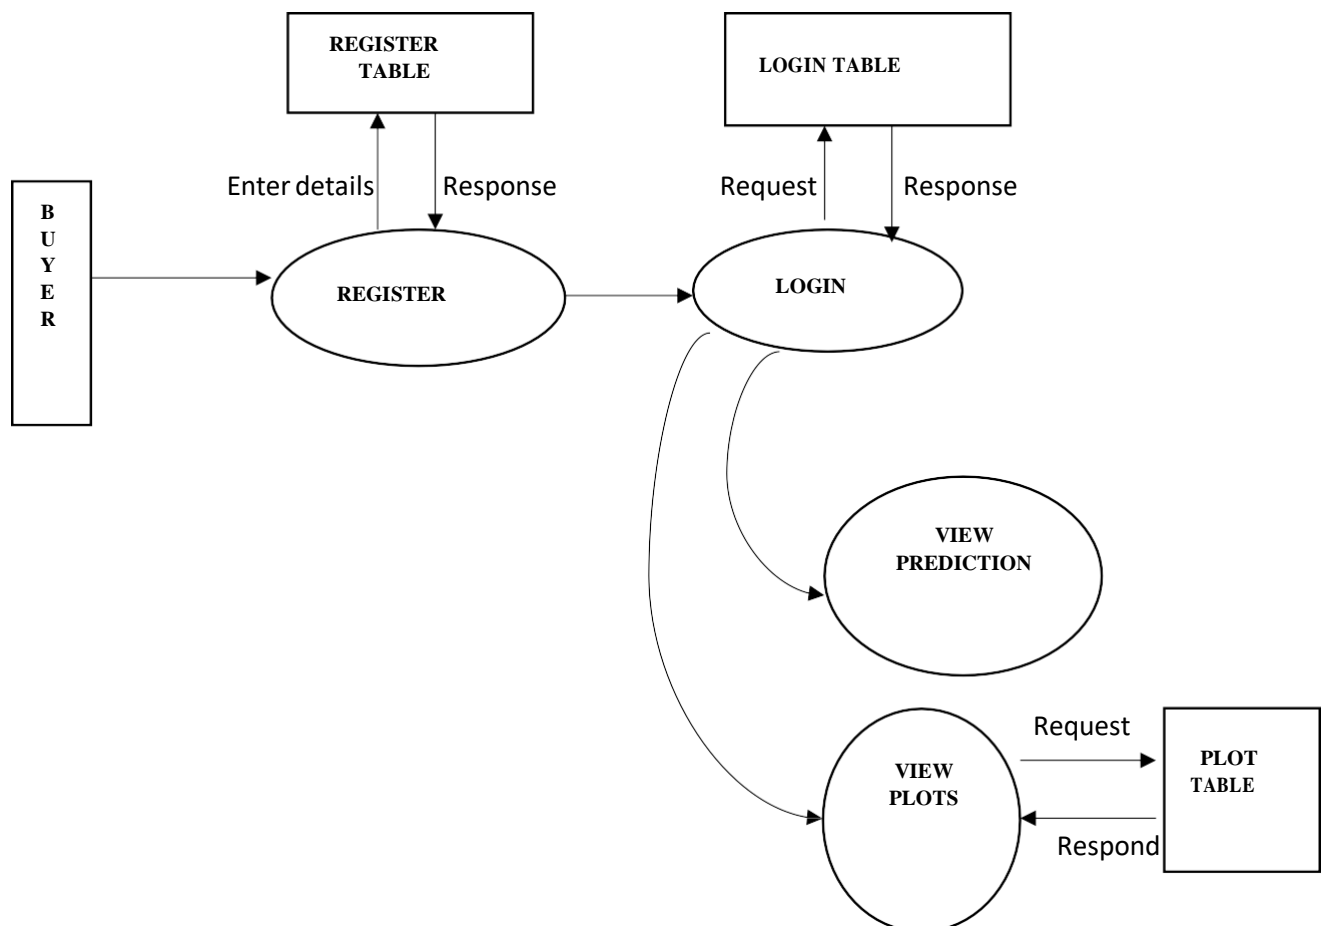 REGISTER
TABLE
LOGIN TABLE
Enter details
Response
Request
Response
B
U
Y
E
R
REGISTER
LOGIN
VIEW
PREDICTION
Request
VIEW
PLOTS
PLOT
TABLE
Respond